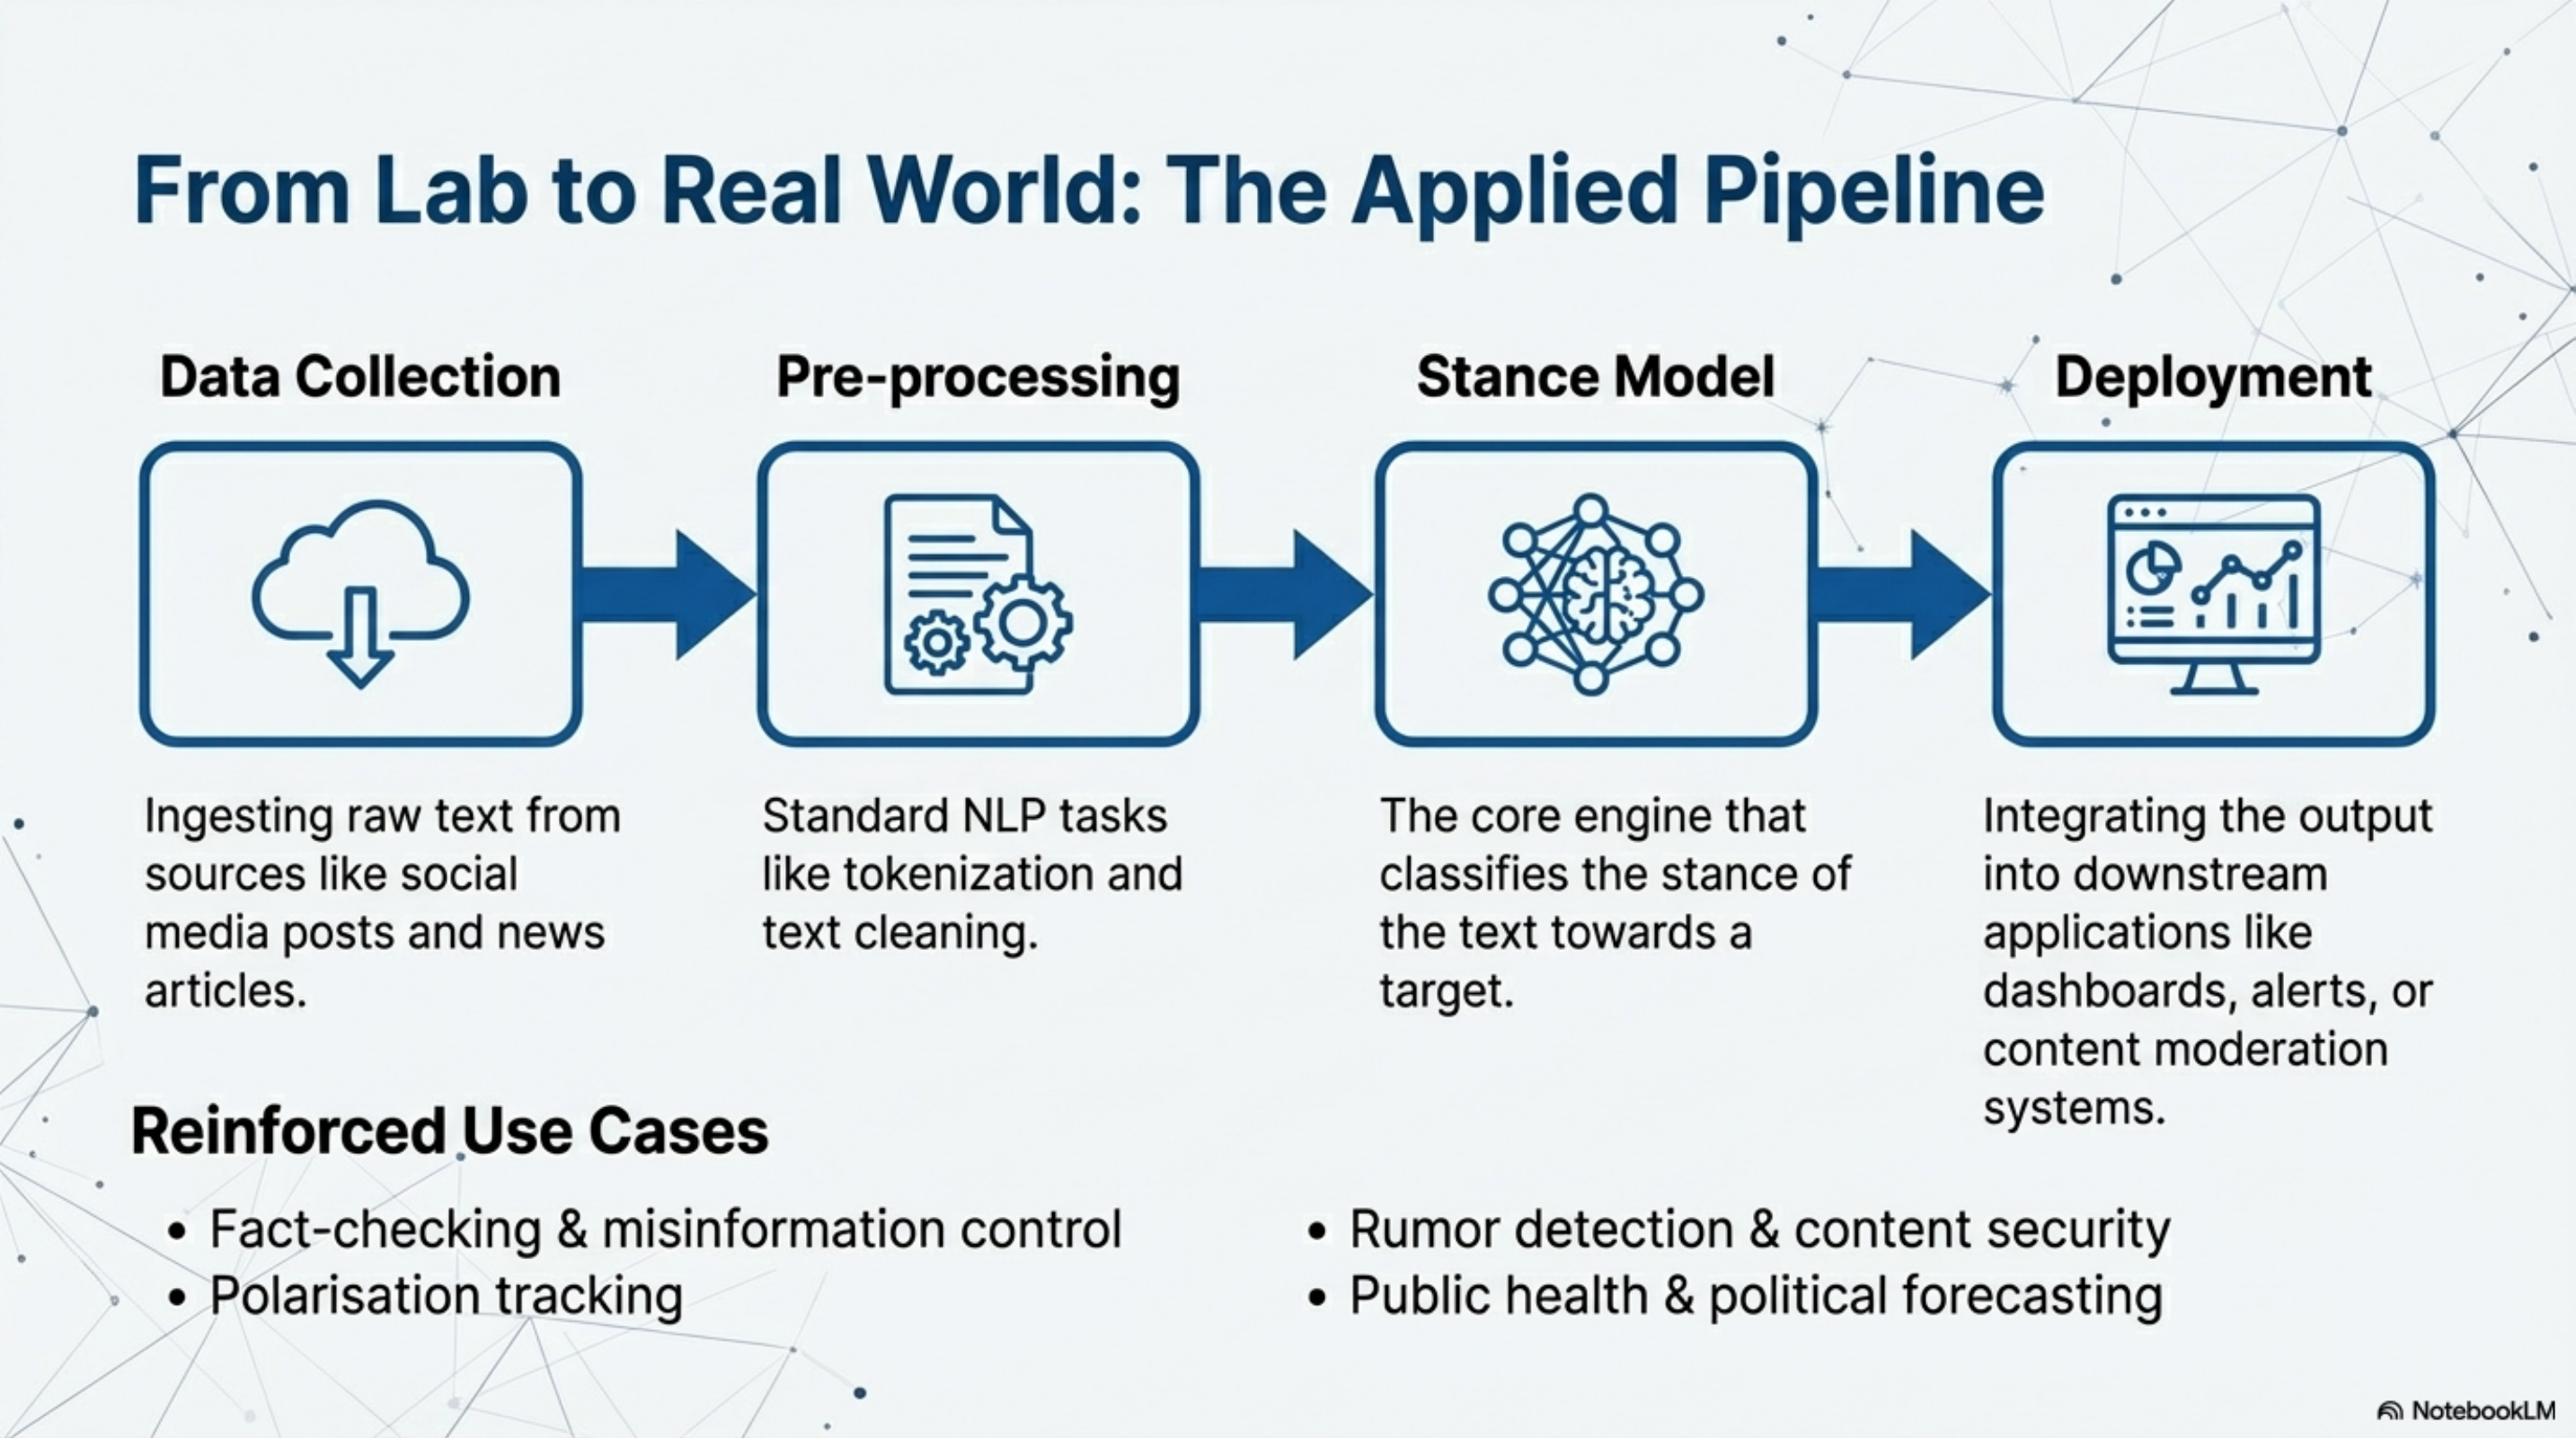 From Lab to Real World: The Applied Pipeline
Data Collection
Ingesting raw text from
sources like social
media posts and news
articles.
Pre-processing
Standard NLP tasks
like tokenization and
text cleaning.
Stance Model
The core engine that
classifies the stance of
the text towards a
target.
Deployment
Integrating the output
into downstream
applications like
dashboards, alerts, or
content moderation
systems.
Reinforced Use Cases
• Fact-checking & misinformation control
• Polarisation tracking
• Rumor detection & content security
• Public health & political forecasting
NotebookLM